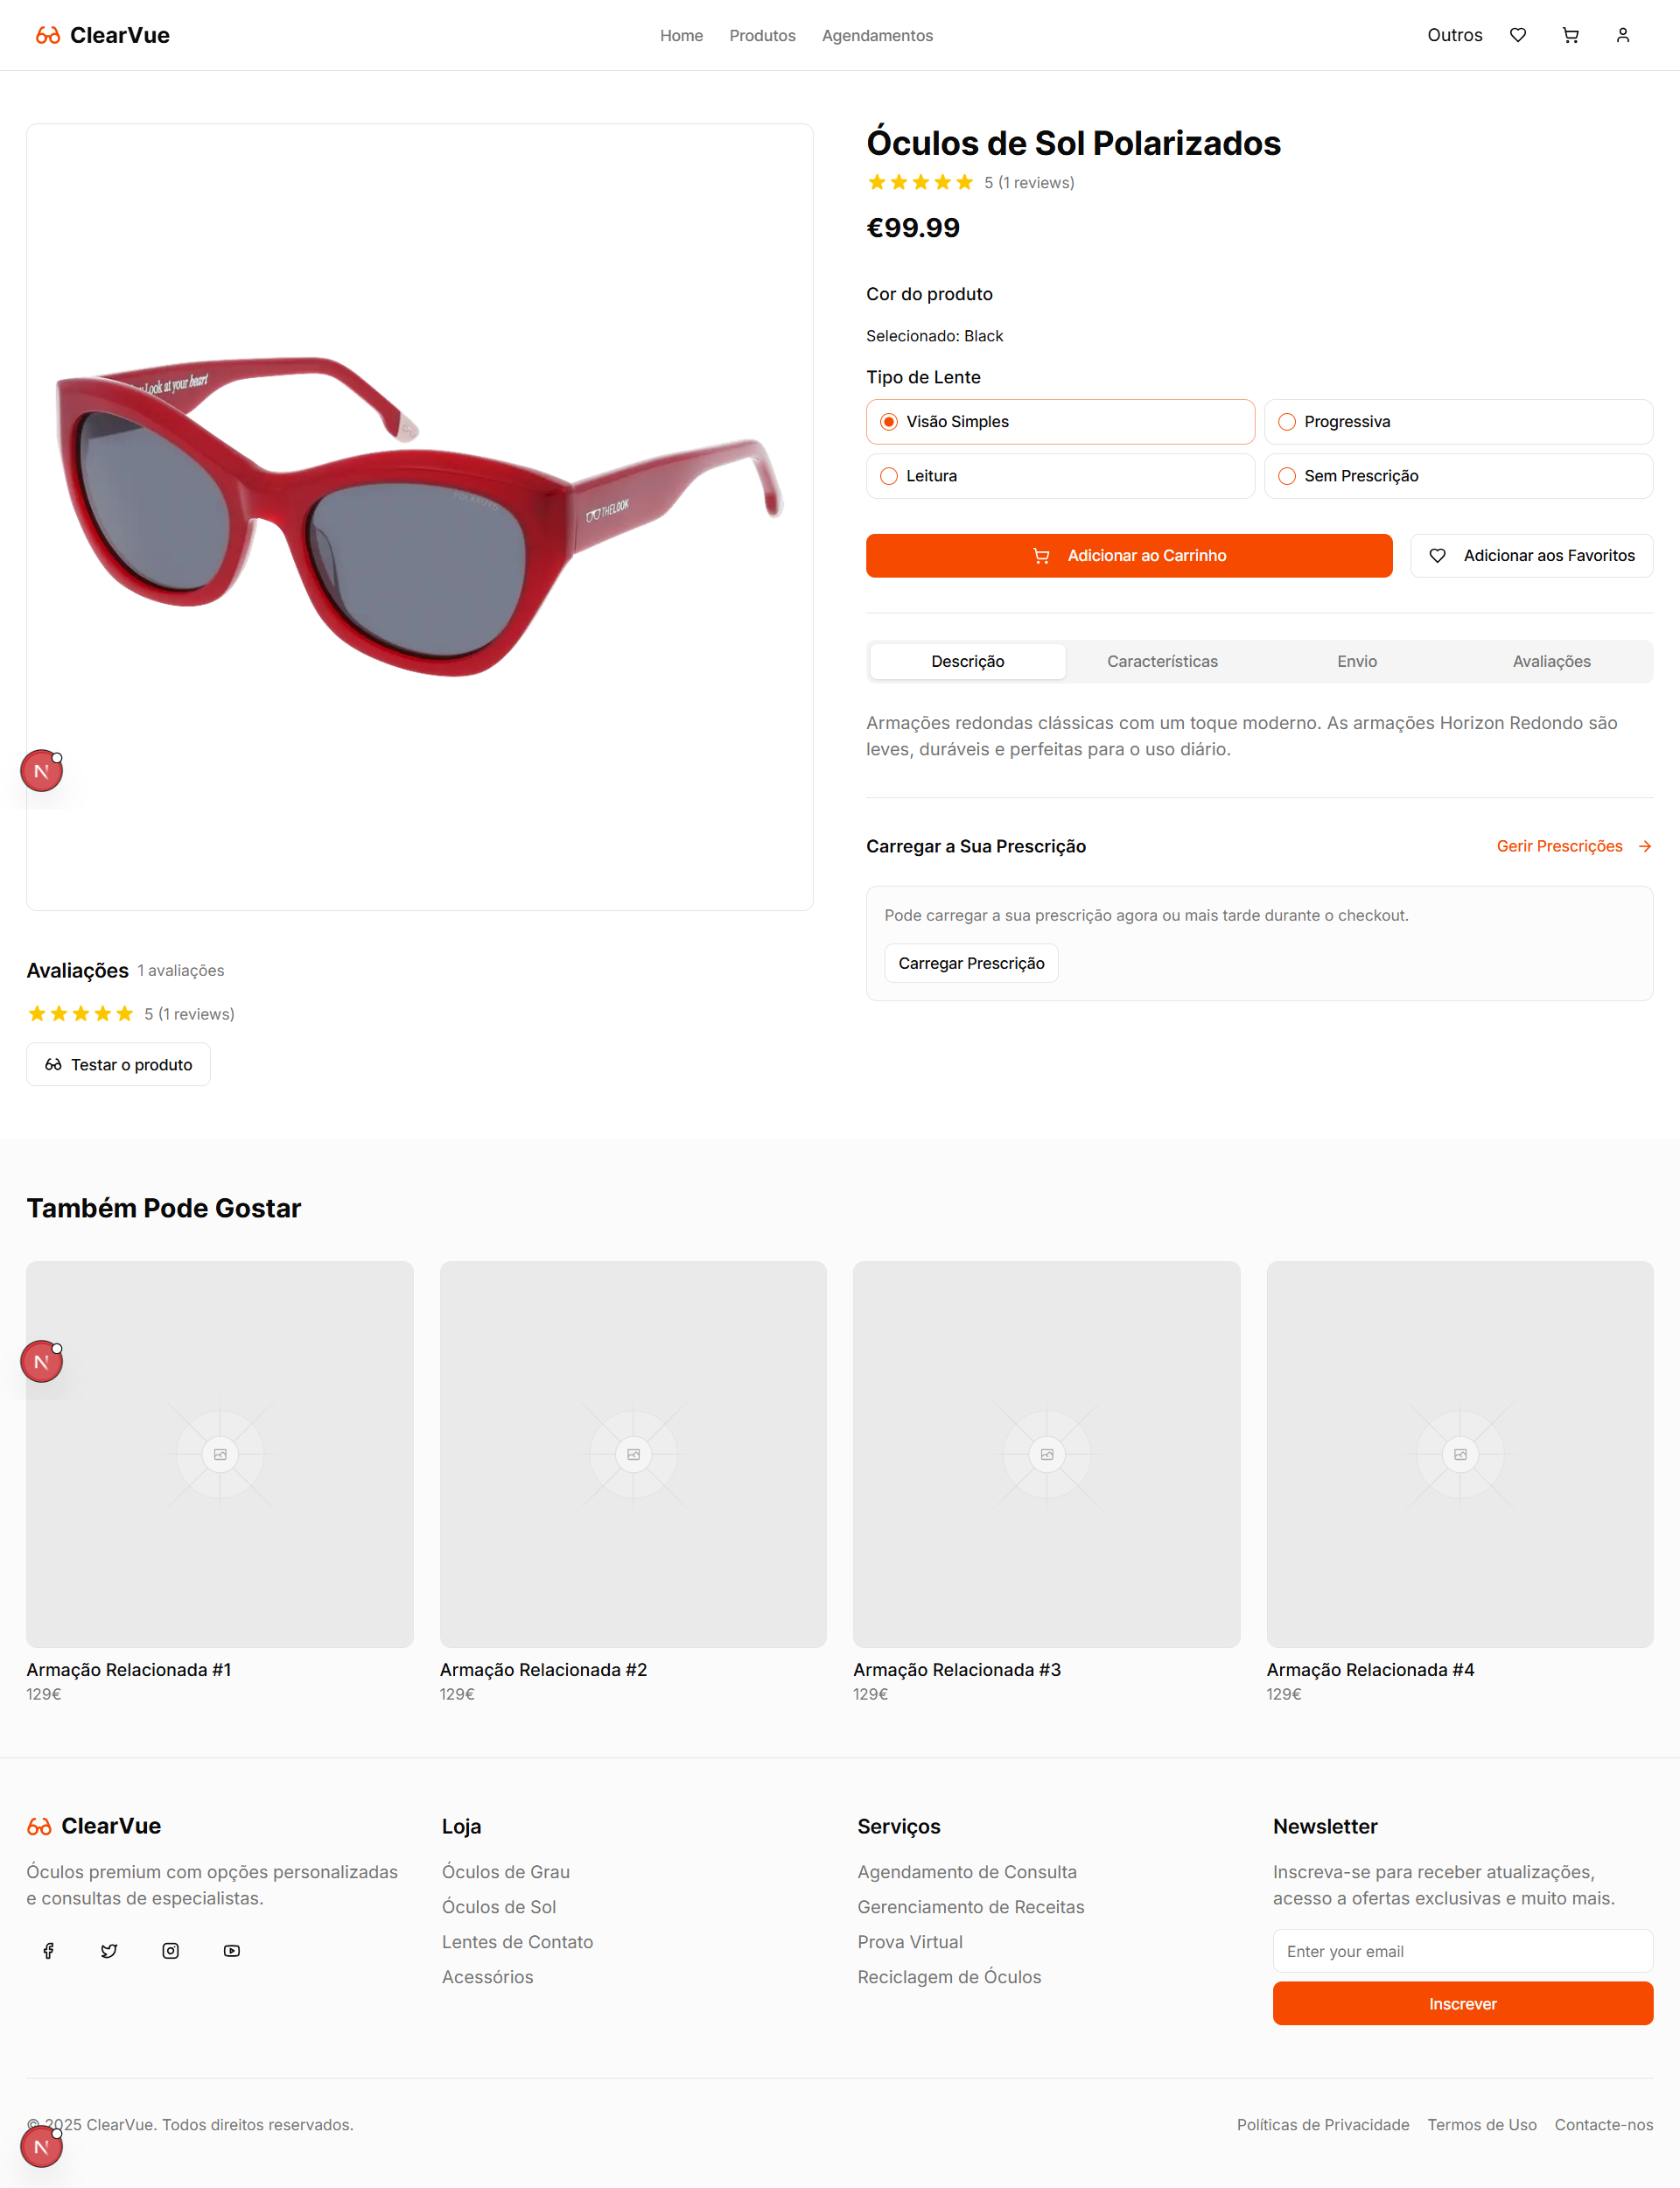 ClearVue
Home Produtos Agendamentos
Outros
Look at your heart!
POLARIZED
THELOOK
Óculos de Sol Polarizados
5 (1 reviews)
€99.99
Cor do produto
Selecionado: Black
Tipo de Lente
Visão Simples
Progressiva
Leitura
Sem Prescrição
Adicionar ao Carrinho
Adicionar aos Favoritos
Descrição Características Envio Avaliações
Armações redondas clássicas com um toque moderno. As armações Horizon Redondo são
leves, duráveis e perfeitas para o uso diário.
Carregar a Sua Prescrição
Gerir Prescrições
Pode carregar a sua prescrição agora ou mais tarde durante o checkout.
Carregar Prescrição
N
Avaliações 1 avaliações
5 (1 reviews)
Testar o produto
Também Pode Gostar
N
Armação Relacionada #1
129€
Armação Relacionada #2
129€
Armação Relacionada #3
129€
Armação Relacionada #4
129€
ClearVue
Óculos premium com opções personalizadas
e consultas de especialistas.
Loja
Óculos de Grau
Óculos de Sol
Lentes de Contato
Acessórios
Serviços
Agendamento de Consulta
Gerenciamento de Receitas
Prova Virtual
Reciclagem de Óculos
Newsletter
Inscreva-se para receber atualizações,
acesso a ofertas exclusivas e muito mais.
Enter your email
Inscrever
© 2025 ClearVue. Todos direitos reservados.
N
Políticas de Privacidade Termos de Uso Contacte-nos